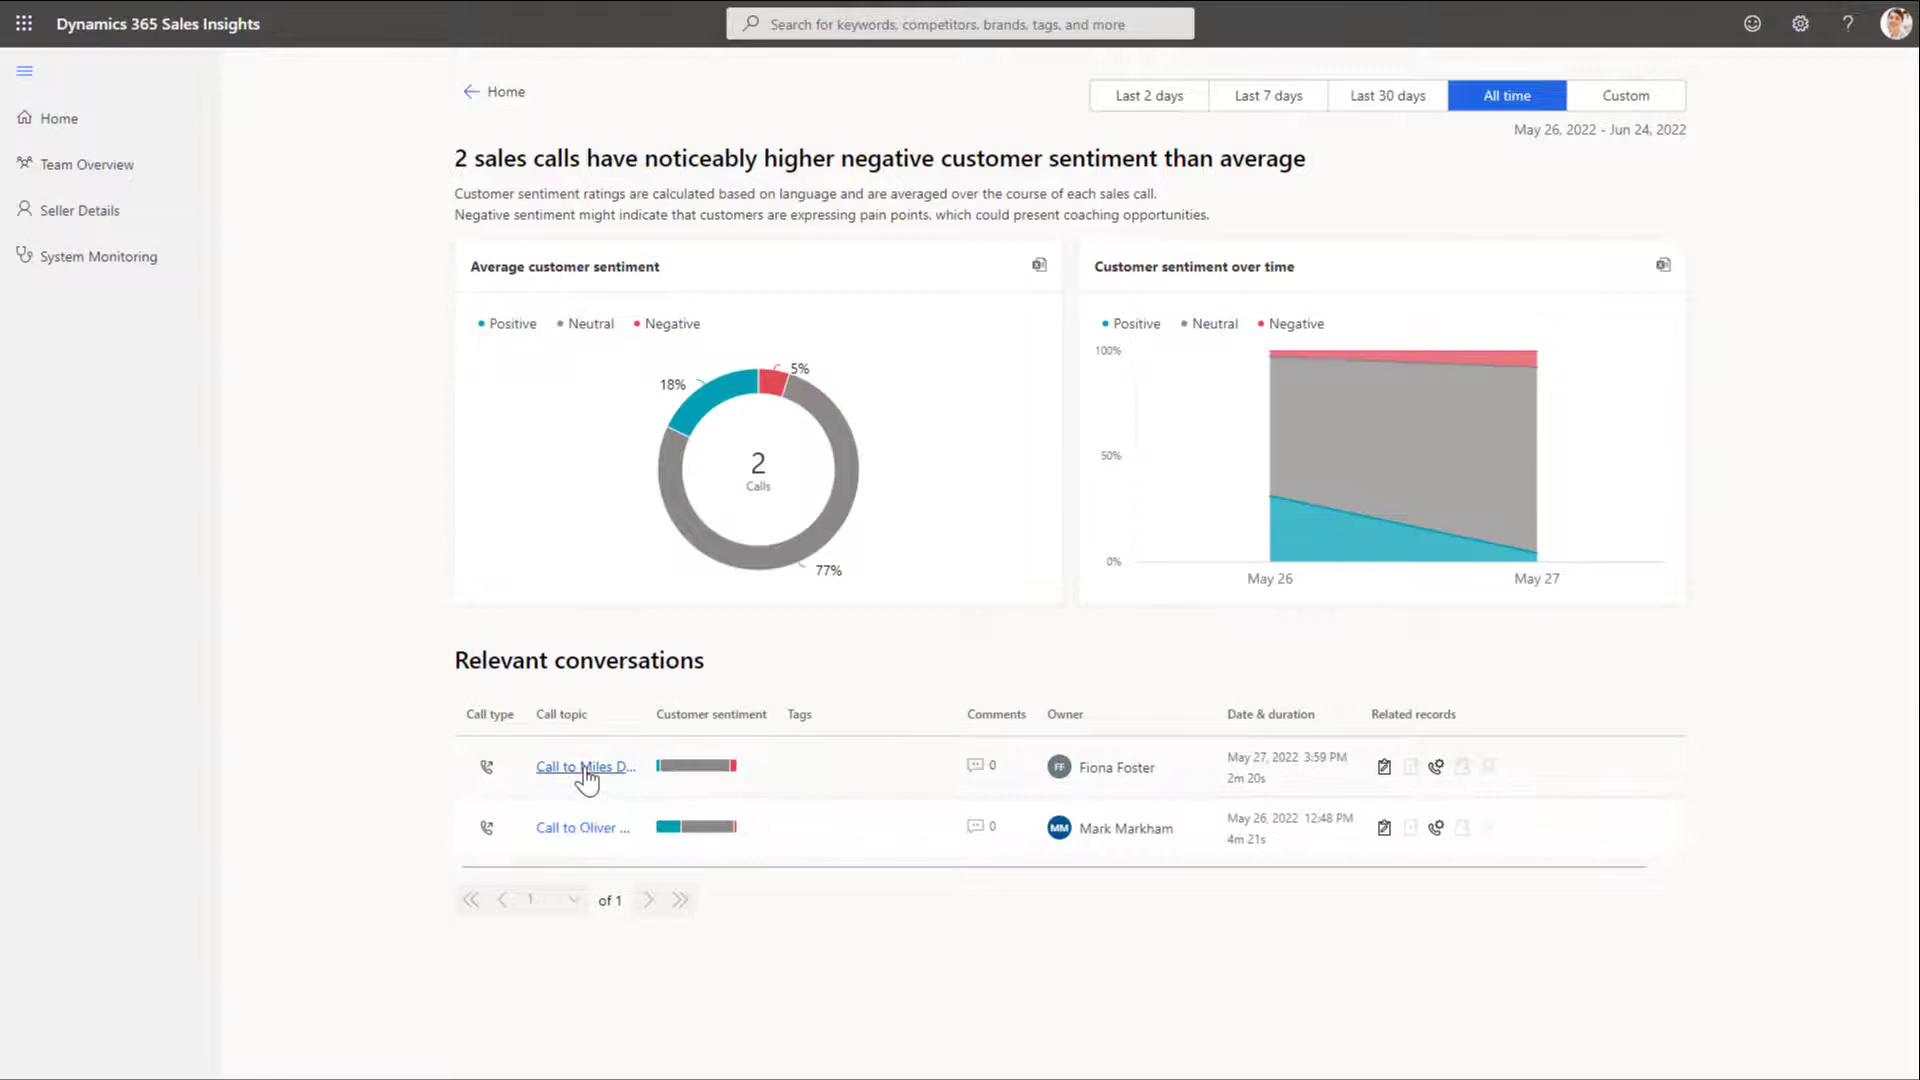 Dynamics 365 Sales Insights
Search for keywords, competitors, brands, tags, and more
?
Home
Team Overview
Seller Details
System Monitoring
Home
Last 2 days
Last 7 days
Last 30 days
All time
Custom
May 26, 2022 - Jun 24, 2022
2 sales calls have noticeably higher negative customer sentiment than average
Customer sentiment ratings are calculated based on language and are averaged over the course of each sales call.
Negative sentiment might indicate that customers are expressing pain points, which could present coaching opportunities.
Average customer sentiment
Positive Neutral Negative
18%
5%
2
Calls
77%
Customer sentiment over time
Positive Neutral Negative
100%
50%
0%
May 26 May 27
Relevant conversations
Call type Call topic Customer sentiment Tags Comments Owner Date & duration Related records
Call to Miles D... 0 FF Fiona Foster May 27, 2022 3:59 PM
2m 20s
Call to Oliver ... 0 MM Mark Markham May 26, 2022 12:48 PM
4m 21s
1 of 1